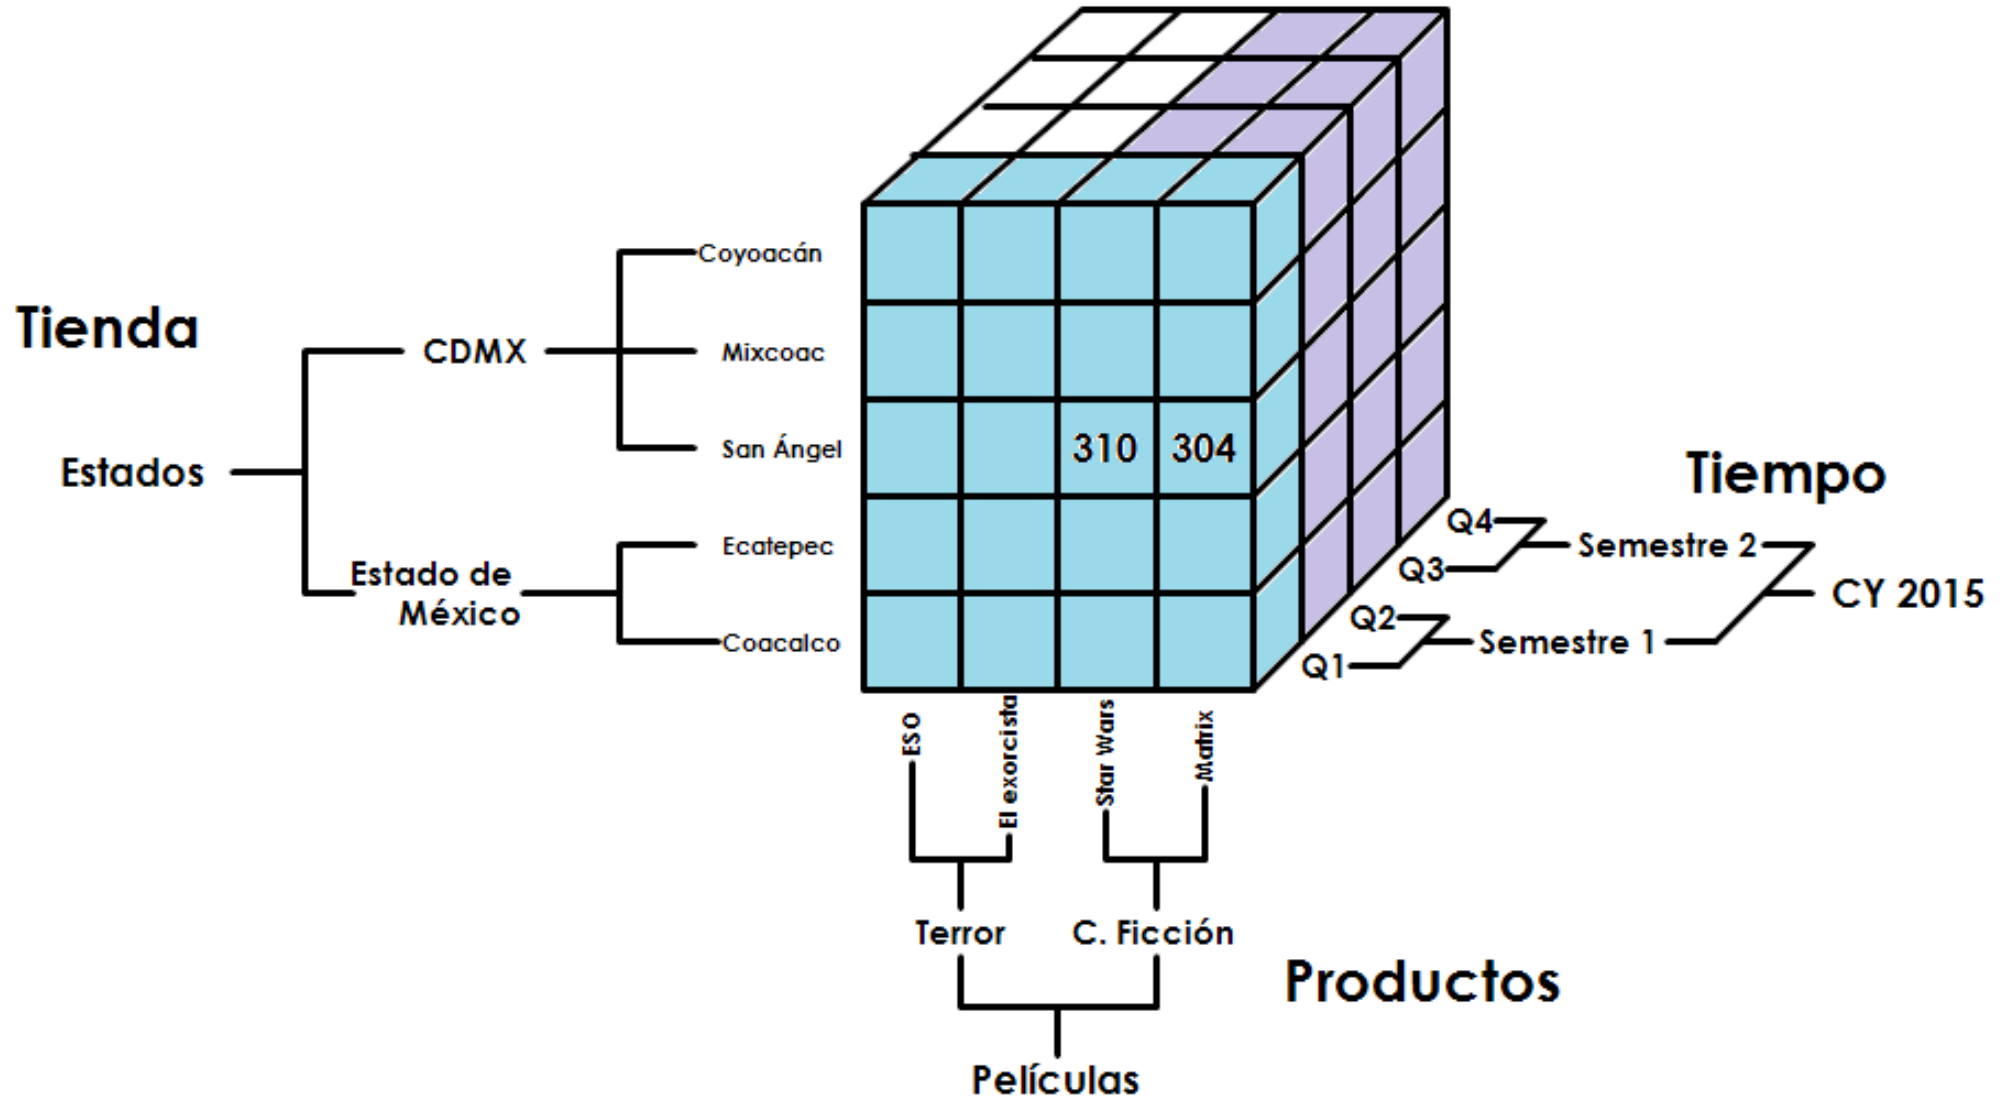 Coyoacán
Tienda
CDMX
Mixcoac
San Ángel
310
304
Estados
Tiempo
Q4
Semestre 2
Ecatepec
Q3
Estado de
México
CY 2015
Q2
Semestre 1
Coacalco
Q1
ESO
El exorcista
Star Wars
Matrix
Terror
C. Ficción
Productos
Películas